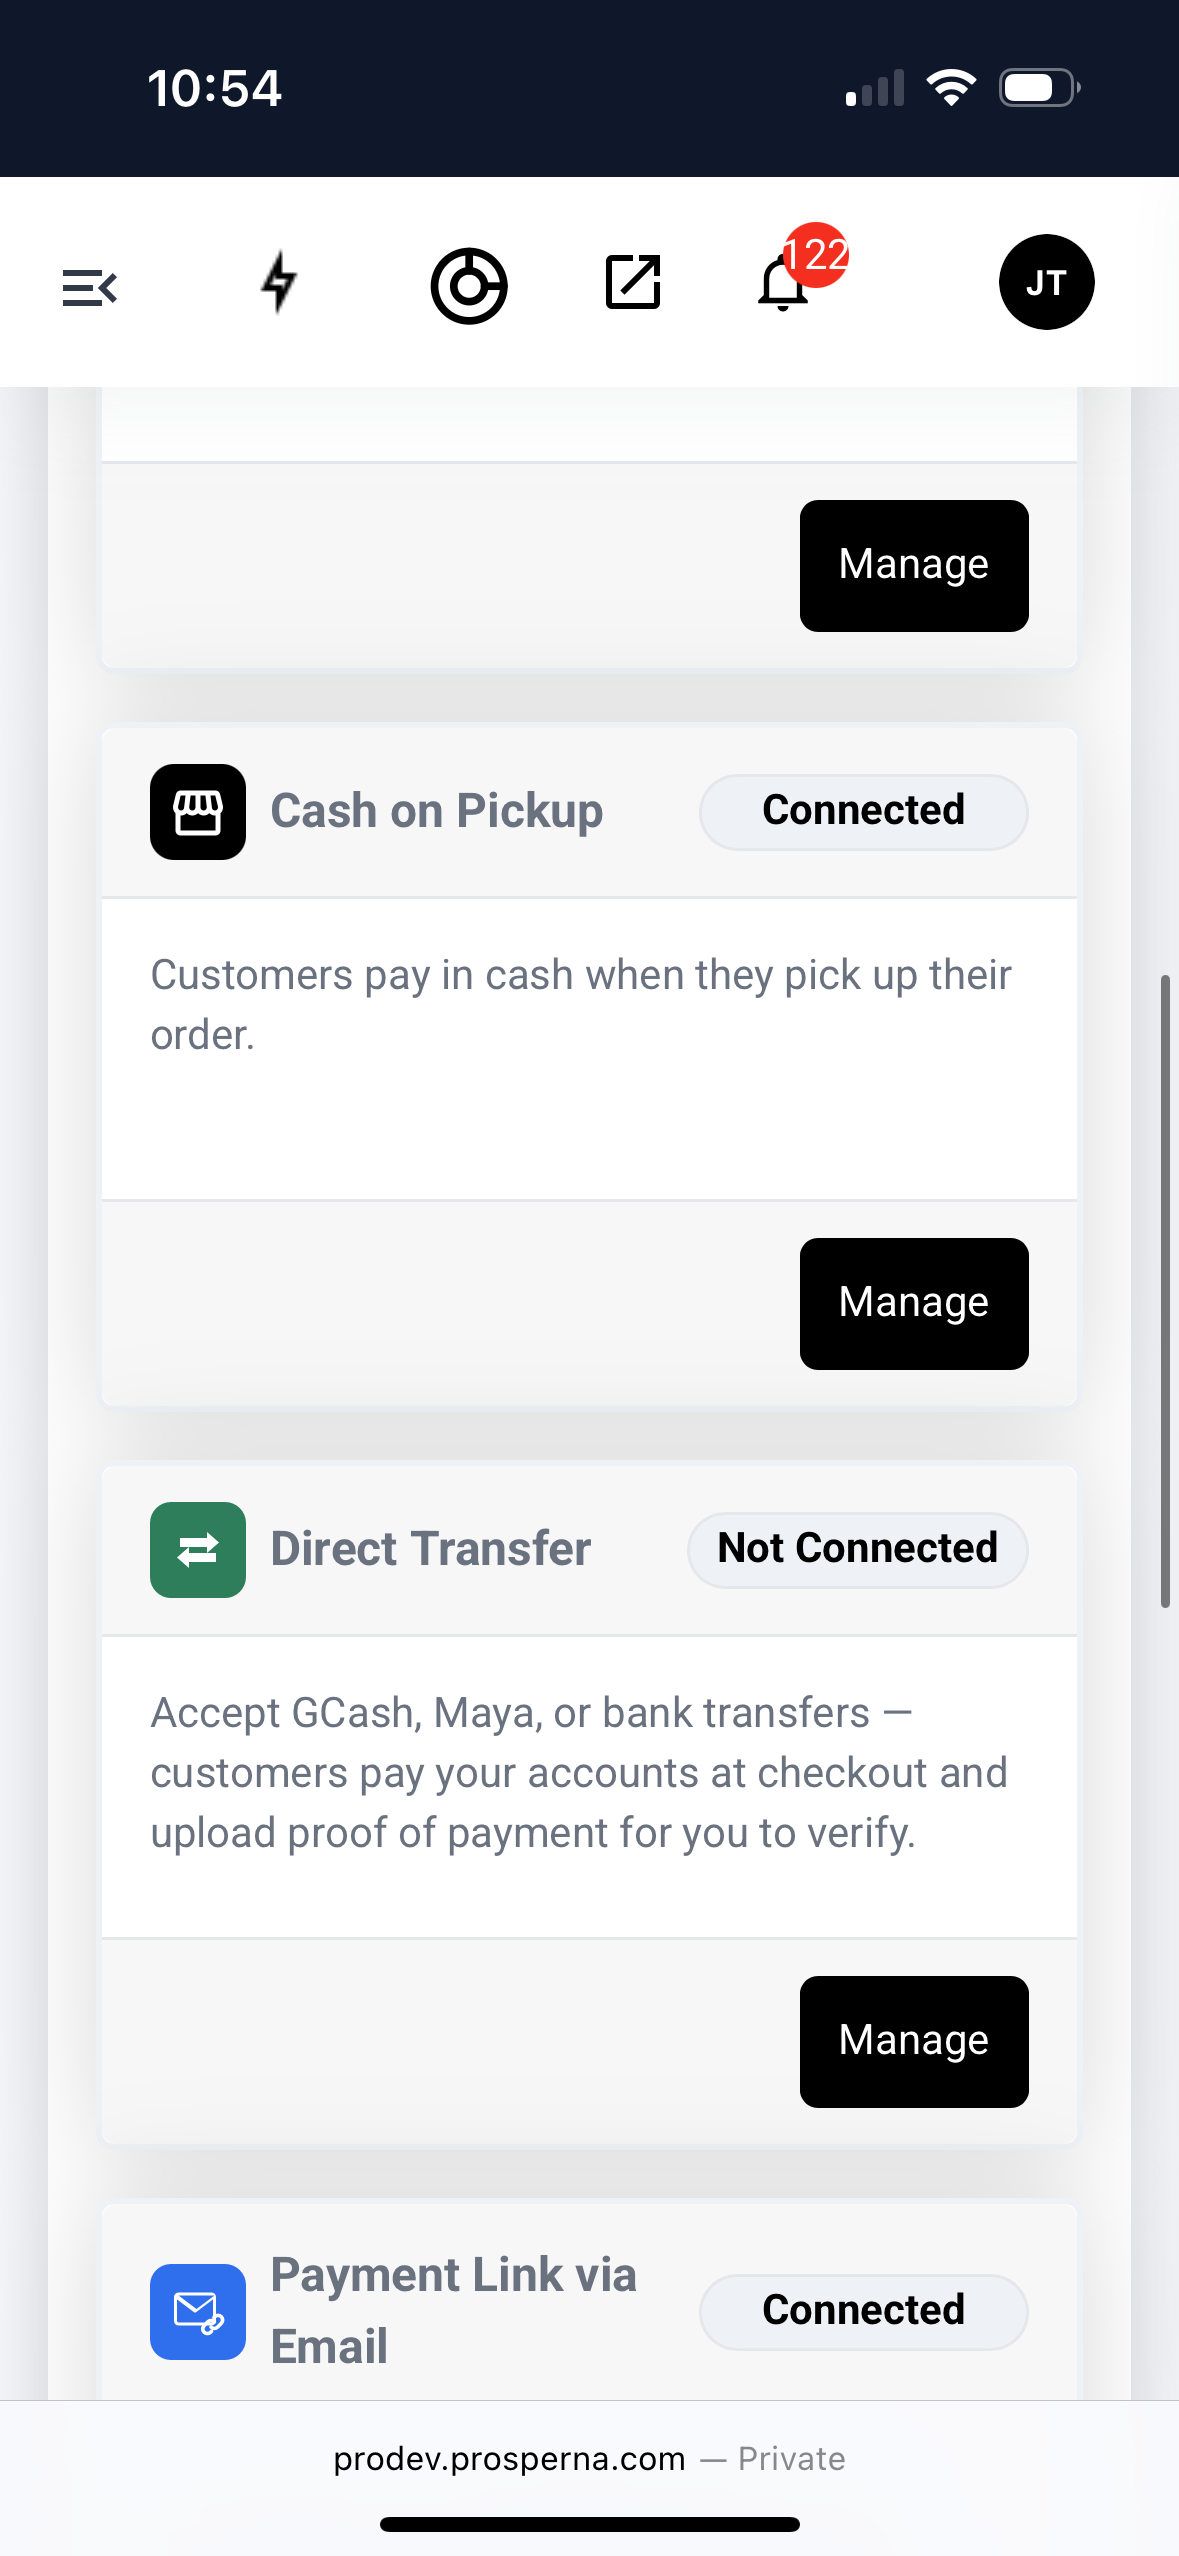 10:54
122
JT
Manage
Cash on Pickup
Connected
Customers pay in cash when they pick up their
order.
Manage
Direct Transfer
Not Connected
Accept GCash, Maya, or bank transfers —
customers pay your accounts at checkout and
upload proof of payment for you to verify.
Manage
Payment Link via
Email
Connected
prodev.prosperna.com — Private